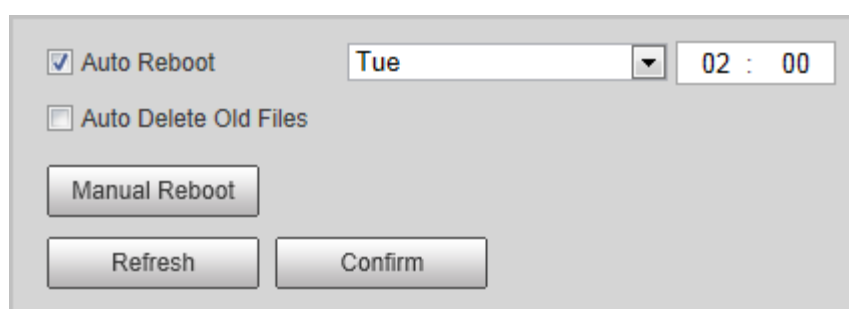 Auto Reboot Tue 02 : 00
Auto Delete Old Files
Manual Reboot
Refresh Confirm